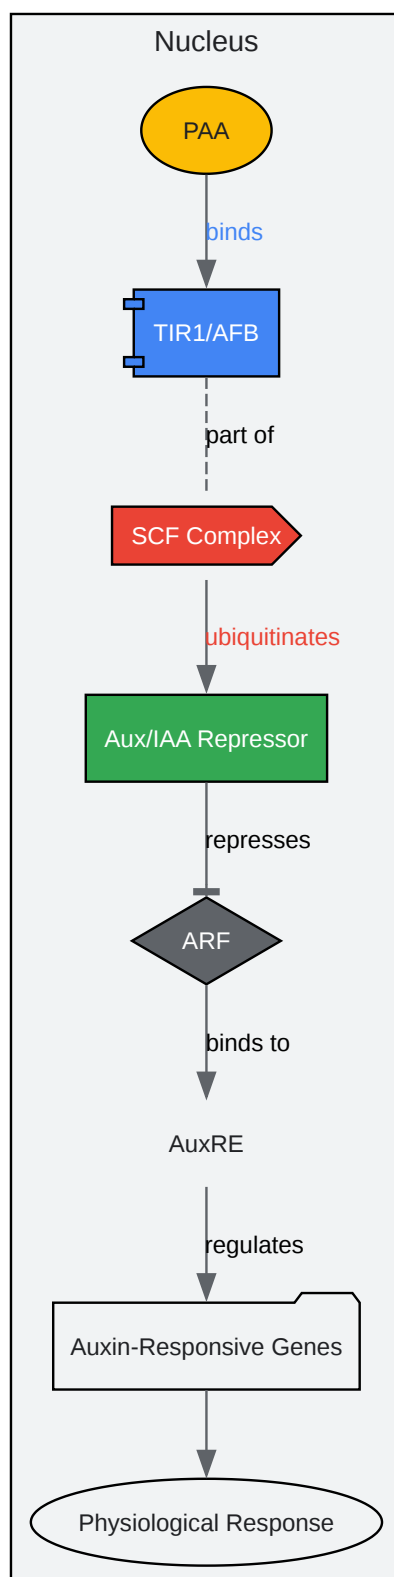 Nucleus
PAA
binds
TIR1/AFB
part of
SCF Complex
ubiquitinates
Aux/IAA Repressor
represses
ARF
binds to
AuxRE
regulates
Auxin-Responsive Genes
Physiological Response